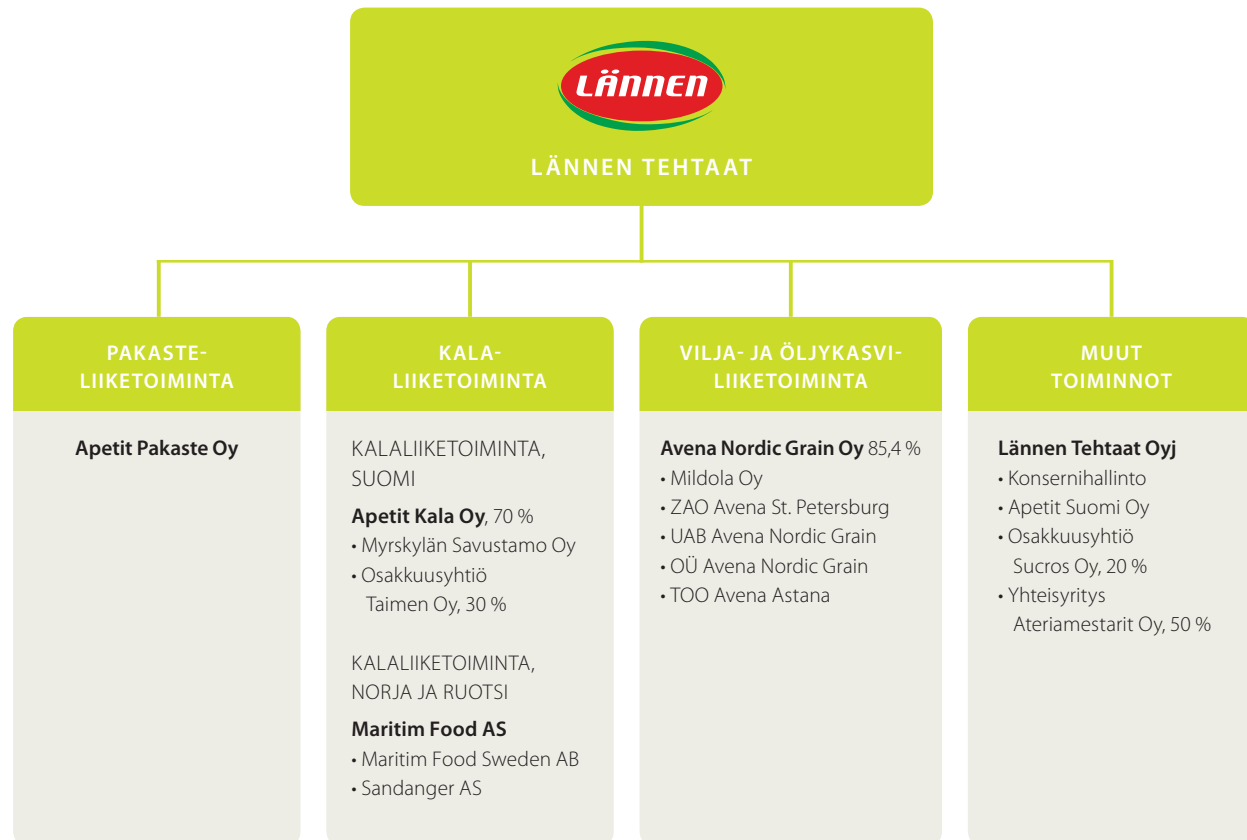 LÄNNEN
LÄNNEN TEHTAAT
PAKASTE-
LIIKETOIMINTA
Apetit Pakaste Oy
KALA-
LIIKETOIMINTA
KALALIIKETOIMINTA,
SUOMI
Apetit Kala Oy, 70 %
• Myrskylän Savustamo Oy
• Osakkuusyhtiö
Taimen Oy, 30 %
KALALIIKETOIMINTA,
NORJA JA RUOTSI
Maritim Food AS
• Maritim Food Sweden AB
• Sandanger AS
VILJA- JA ÖLJYKASVI-
LIIKETOIMINTA
Avena Nordic Grain Oy 85,4 %
• Mildola Oy
• ZAO Avena St. Petersburg
• UAB Avena Nordic Grain
• OÜ Avena Nordic Grain
• TOO Avena Astana
MUUT
TOIMINNOT
Lännen Tehtaat Oyj
• Konsernihallinto
• Apetit Suomi Oy
• Osakkuusyhtiö
Sucros Oy, 20 %
• Yhteisyritys
Ateriamestarit Oy, 50 %